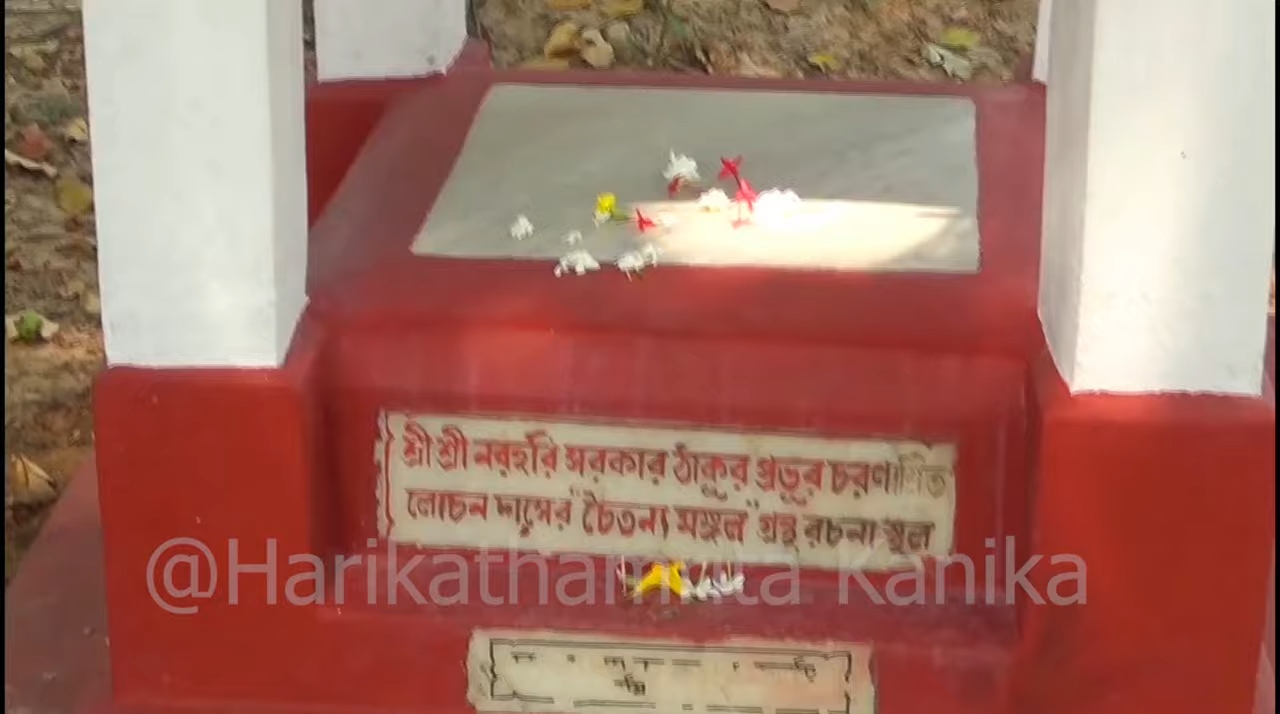 শ্রী শ্রী নরহরি সরকার ঠাকুর প্রভুর চরণাশ্রিত
লোচন দাসের "চৈতন্য মঙ্গল" গ্রন্থ রচনা স্থল
@Harikathamrita Kanika